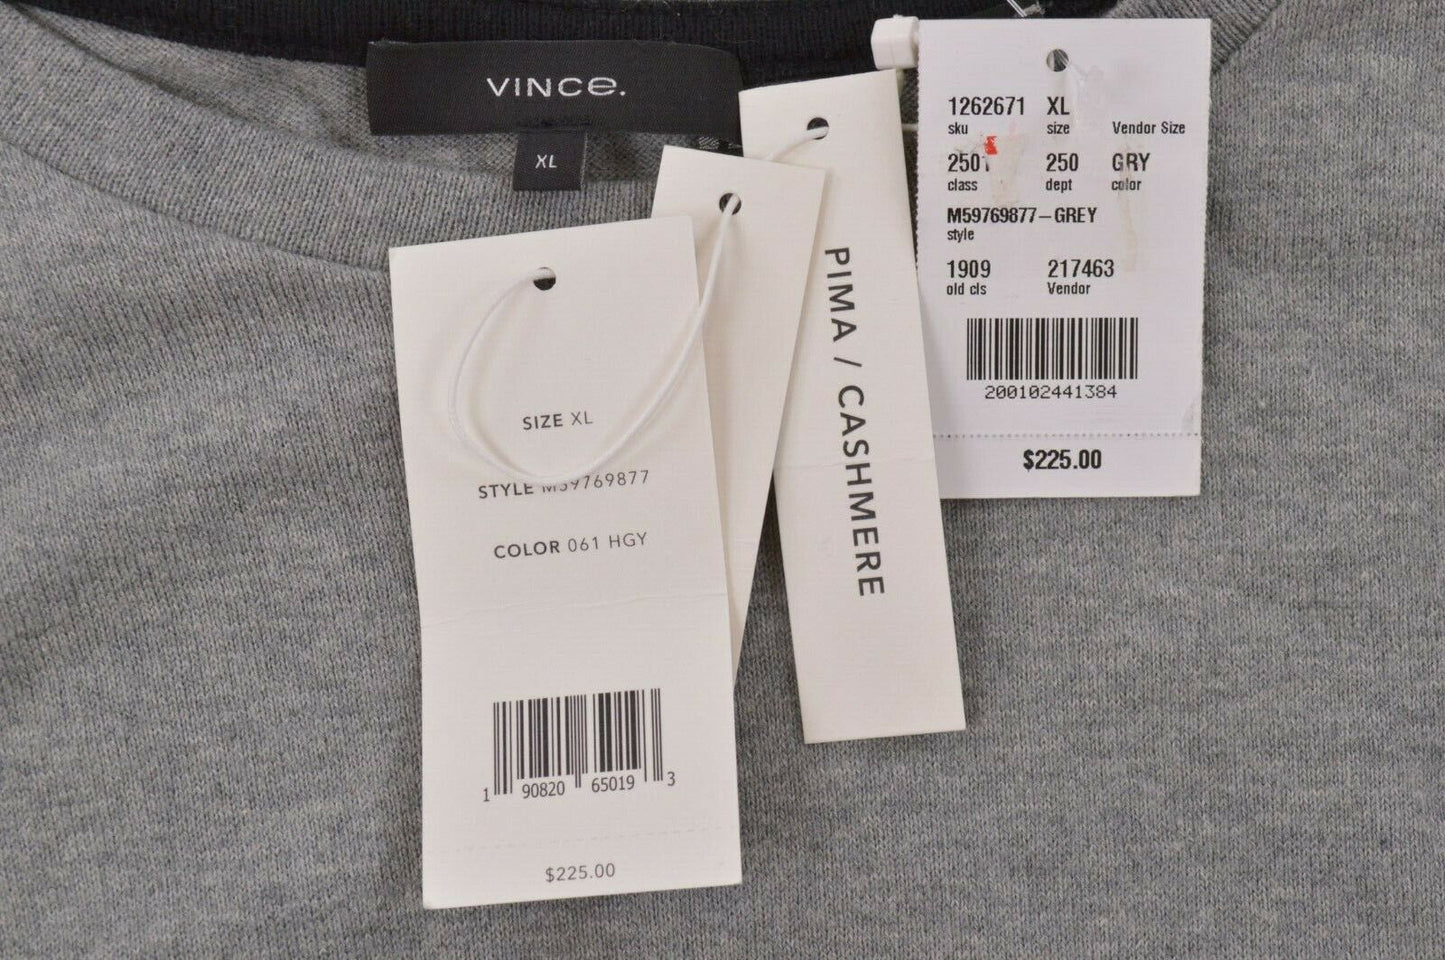 VINCE.
XL
SIZE XL
STYLE M59769877
COLOR 061 HGY
1 90820 65019 3
$225.00
PIMA / CASHMERE
1262671 XL
sku size Vendor Size
2501 250 GRY
class dept color
M59769877-GREY
style
1909 217463
old cls Vendor
200102441384
$225.00